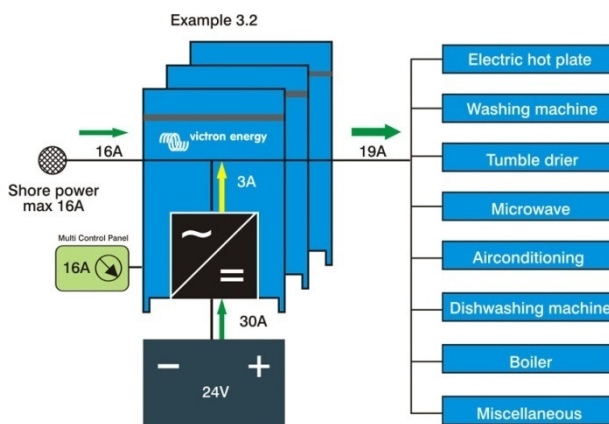 Example 3.2
victron energy
16A
19A
3A
Shore power
max 16A
Multi Control Panel
16A
~
=
30A
− +
24V
Electric hot plate
Washing machine
Tumble drier
Microwave
Airconditioning
Dishwashing machine
Boiler
Miscellaneous